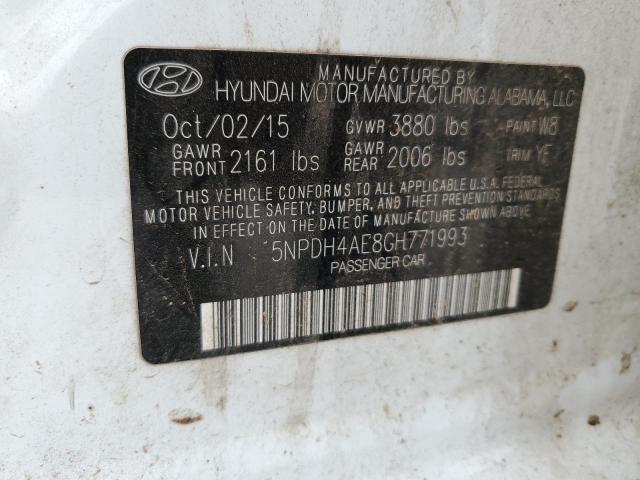 MANUFACTURED BY
HYUNDAI MOTOR MANUFACTURING ALABAMA, LLC
Oct/02/15 GVWR 3880 lbs PAINT W8
GAWR FRONT 2161 lbs GAWR REAR 2006 lbs TRIM YF
THIS VEHICLE CONFORMS TO ALL APPLICABLE U.S.A. FEDERAL
MOTOR VEHICLE SAFETY, BUMPER, AND THEFT PREVENTION STANDARDS
IN EFFECT ON THE DATE OF MANUFACTURE SHOWN ABOVE.
V.I.N 5NPDH4AE8GH771993
PASSENGER CAR